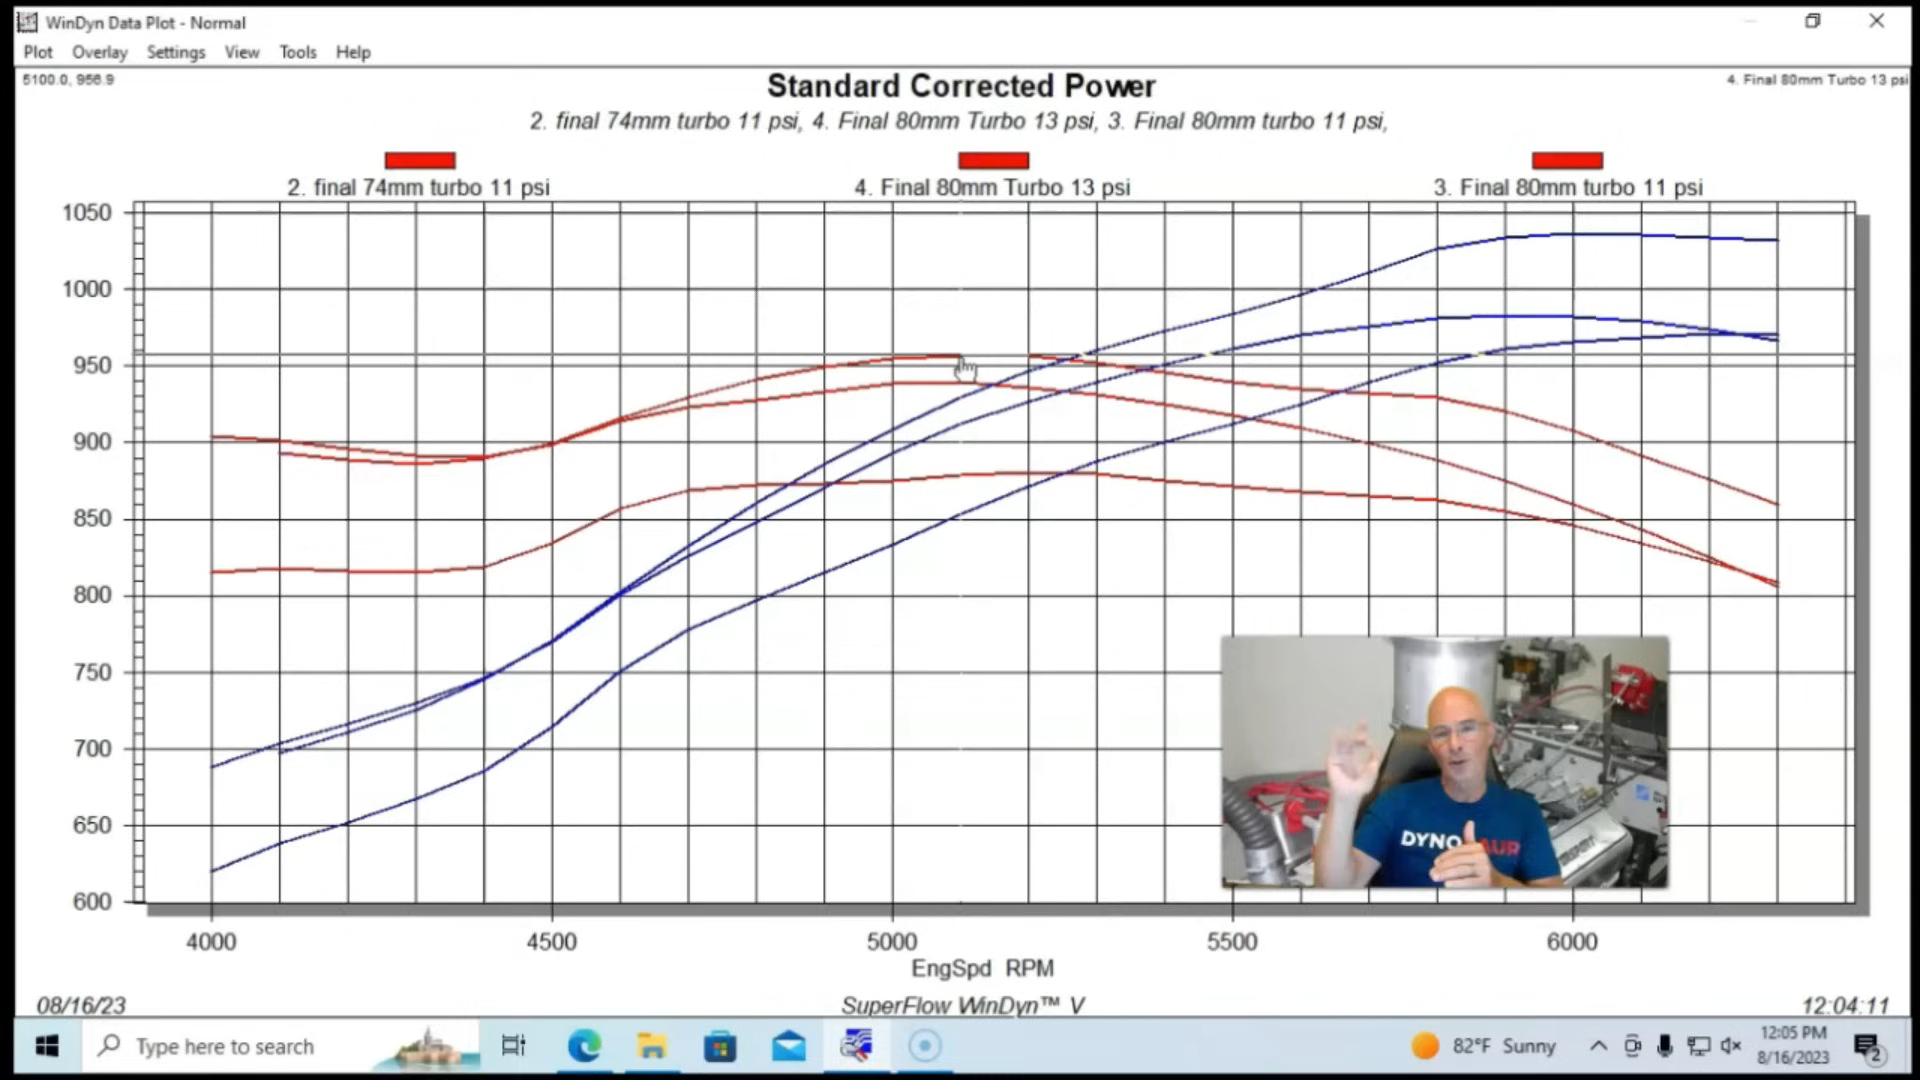 WinDyn Data Plot - Normal
Plot Overlay Settings View Tools Help
5100.0, 956.9
4. Final 80mm Turbo 13 psi
Standard Corrected Power
2. final 74mm turbo 11 psi, 4. Final 80mm Turbo 13 psi, 3. Final 80mm turbo 11 psi,
2. final 74mm turbo 11 psi
4. Final 80mm Turbo 13 psi
3. Final 80mm turbo 11 psi
1050
1000
950
900
850
800
750
700
650
600
4000 4500 5000 5500 6000
EngSpd RPM
08/16/23
SuperFlow WinDyn™ V
12:04:11
Type here to search
82°F Sunny
12:05 PM
8/16/2023
2